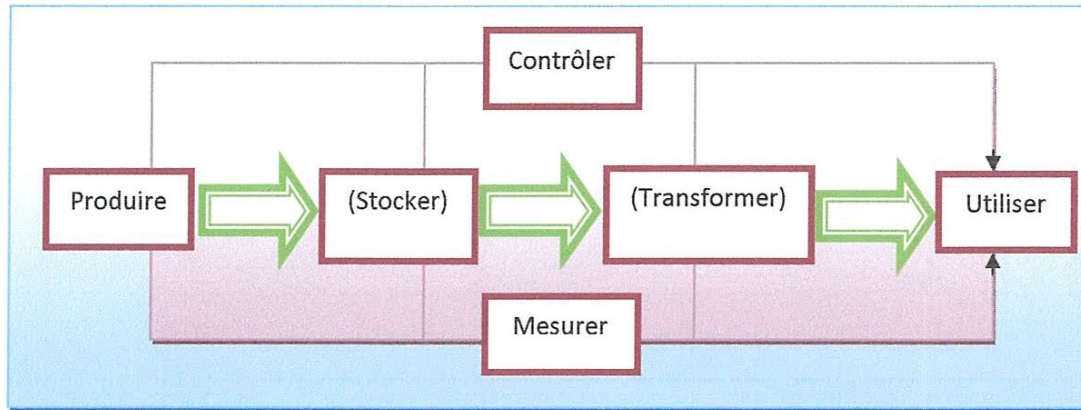 Contrôler
Produire
(Stocker)
(Transformer)
Utiliser
Mesurer